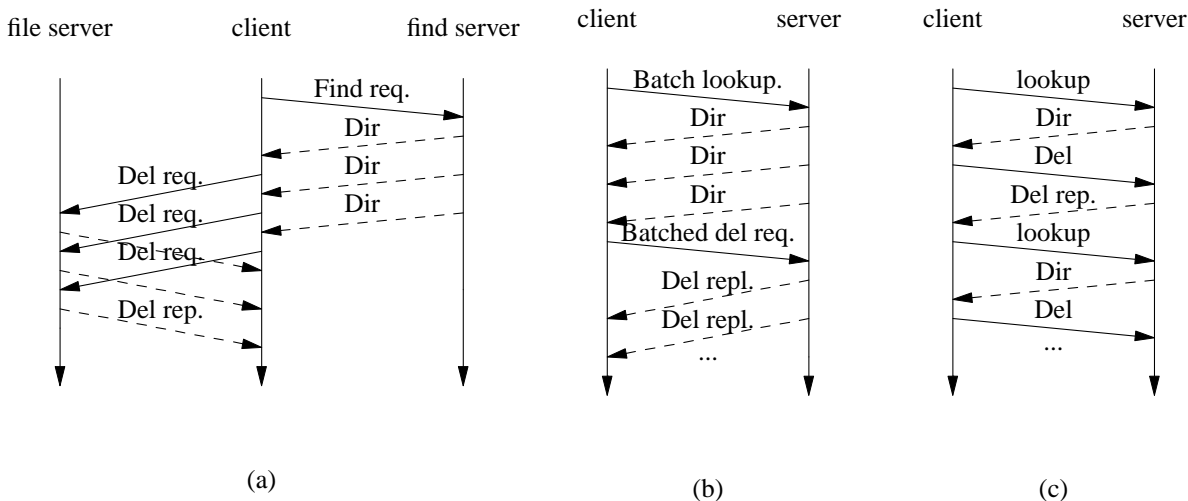 file server client find server
Find req.
Dir
Dir
Del req.
Dir
Del req.
Del req.
Del rep.
(a)
client server
Batch lookup.
Dir
Dir
Dir
Batched del req.
Del repl.
Del repl.
...
(b)
client server
lookup
Dir
Del
Del rep.
lookup
Dir
Del
...
(c)